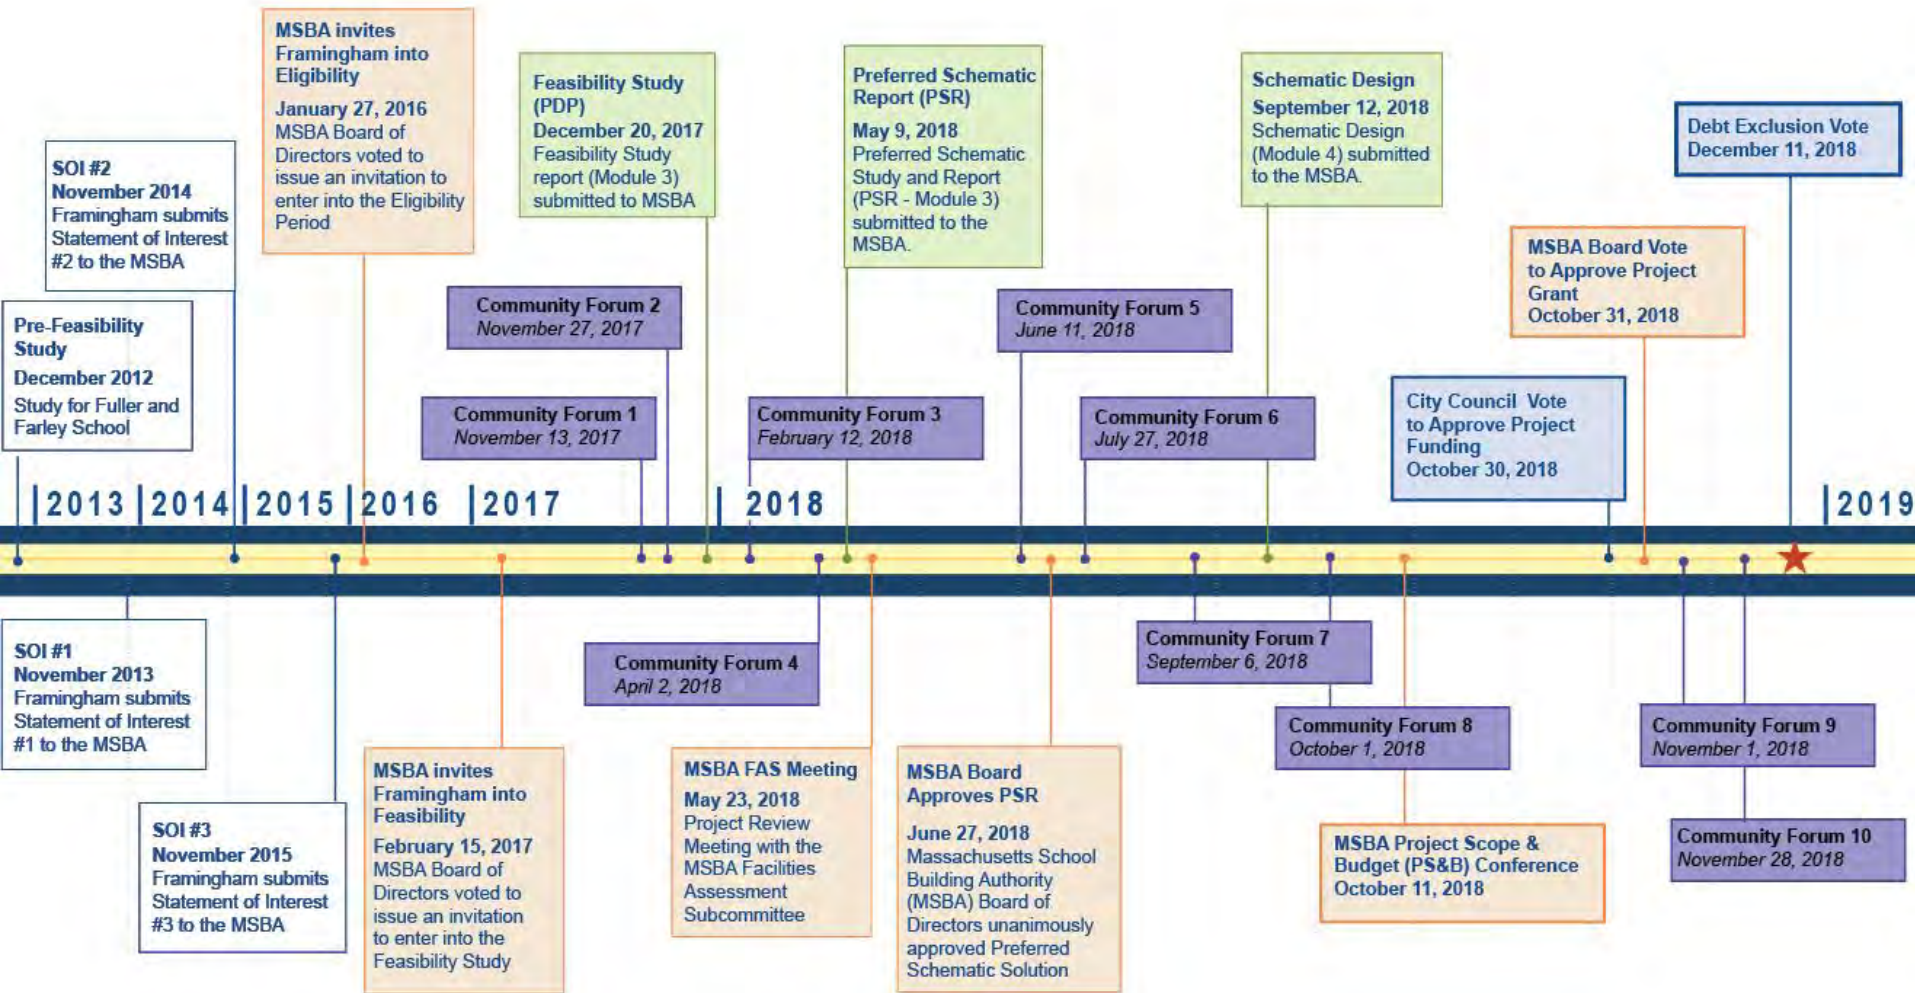 MSBA invites
Framingham into
Eligibility
January 27, 2016
MSBA Board of
Directors voted to
issue an invitation to
enter into the Eligibility
Period
Feasibility Study
(PDP)
December 20, 2017
Feasibility Study
report (Module 3)
submitted to MSBA
Preferred Schematic
Report (PSR)
May 9, 2018
Preferred Schematic
Study and Report
(PSR - Module 3)
submitted to the
MSBA.
Schematic Design
September 12, 2018
Schematic Design
(Module 4) submitted
to the MSBA.
Debt Exclusion Vote
December 11, 2018
SOI #2
November 2014
Framingham submits
Statement of Interest
#2 to the MSBA
MSBA Board Vote
to Approve Project
Grant
October 31, 2018
Pre-Feasibility
Study
December 2012
Study for Fuller and
Farley School
Community Forum 2
November 27, 2017
Community Forum 5
June 11, 2018
Community Forum 1
November 13, 2017
Community Forum 3
February 12, 2018
Community Forum 6
July 27, 2018
City Council Vote
to Approve Project
Funding
October 30, 2018
2013 2014 2015 2016 2017 2018 2019
SOI #1
November 2013
Framingham submits
Statement of Interest
#1 to the MSBA
Community Forum 4
April 2, 2018
Community Forum 7
September 6, 2018
Community Forum 8
October 1, 2018
Community Forum 9
November 1, 2018
SOI #3
November 2015
Framingham submits
Statement of Interest
#3 to the MSBA
MSBA invites
Framingham into
Feasibility
February 15, 2017
MSBA Board of
Directors voted to
issue an invitation
to enter into the
Feasibility Study
MSBA FAS Meeting
May 23, 2018
Project Review
Meeting with the
MSBA Facilities
Assessment
Subcommittee
MSBA Board
Approves PSR
June 27, 2018
Massachusetts School
Building Authority
(MSBA) Board of
Directors unanimously
approved Preferred
Schematic Solution
MSBA Project Scope &
Budget (PS&B) Conference
October 11, 2018
Community Forum 10
November 28, 2018